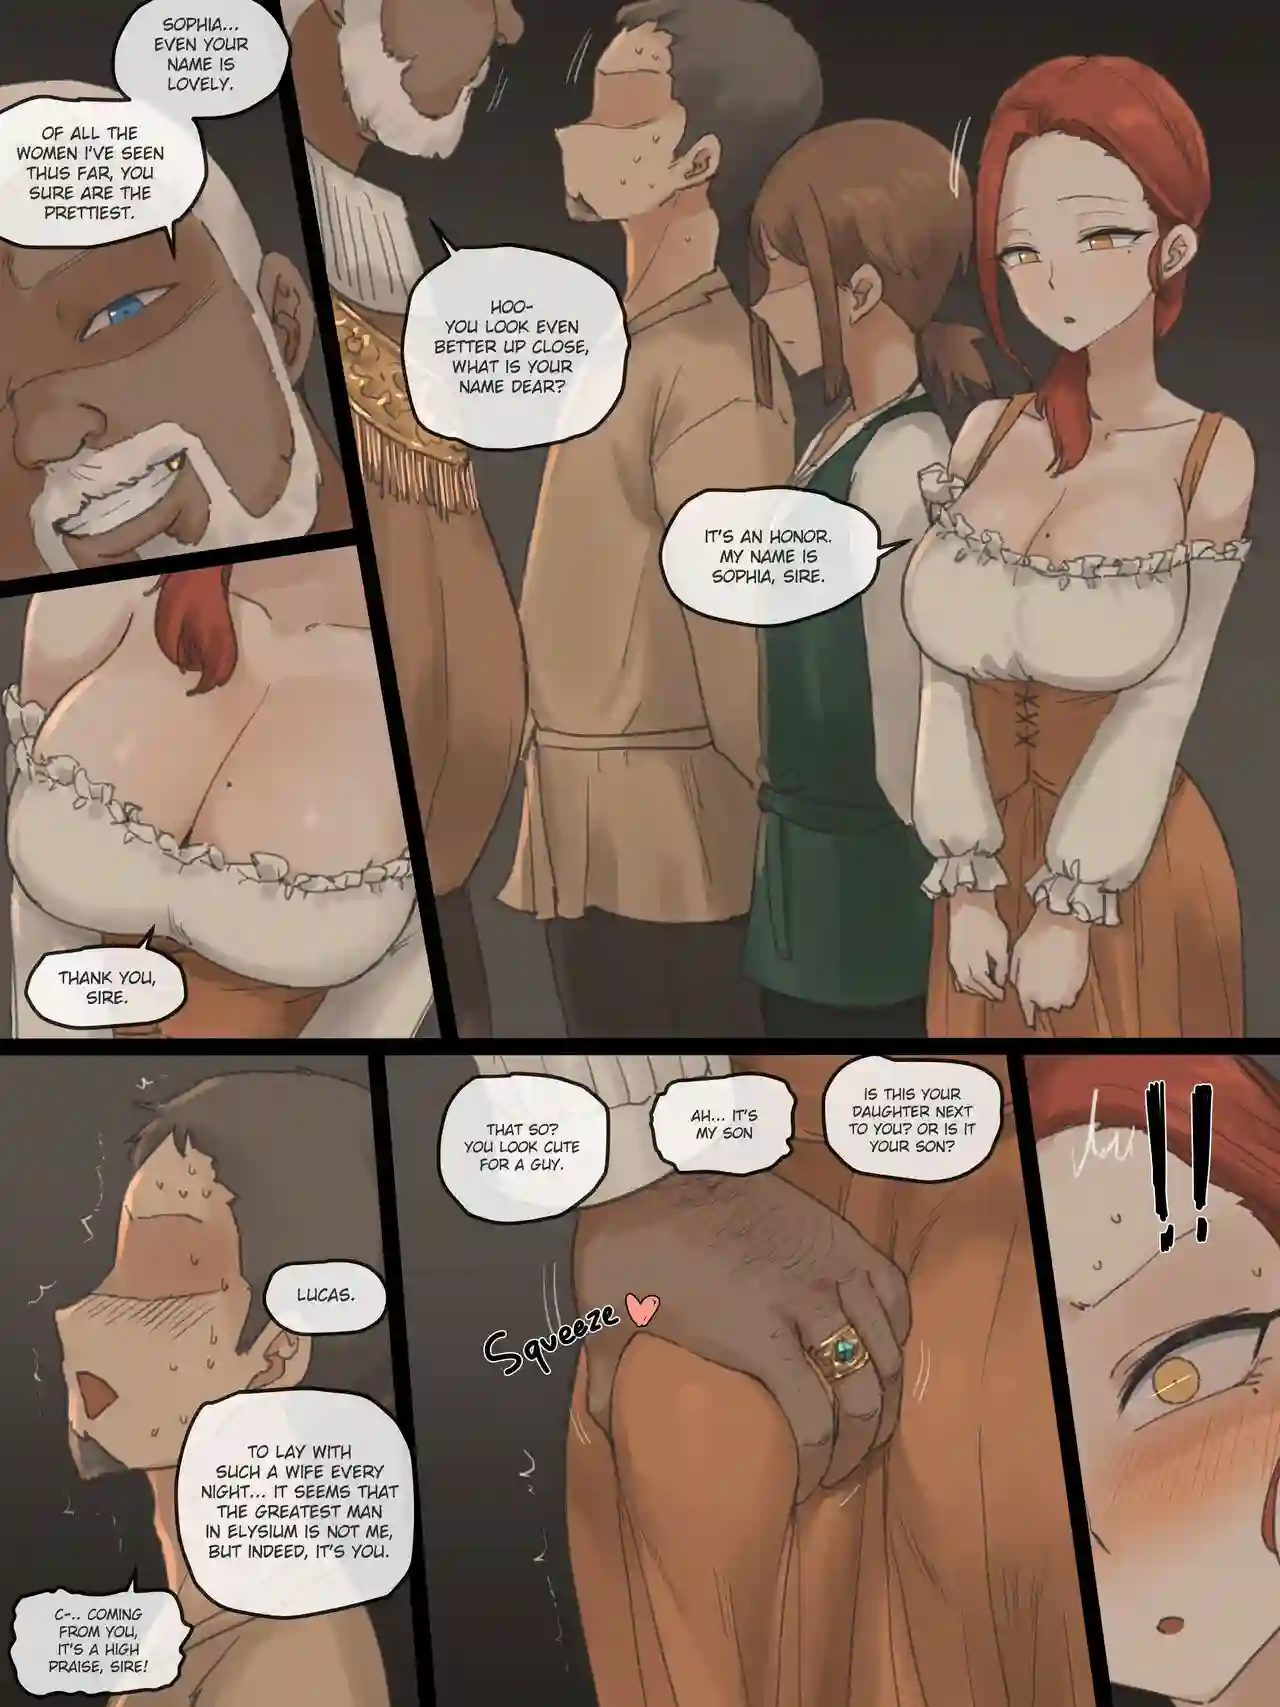 HOO-
YOU LOOK EVEN
BETTER UP CLOSE,
WHAT IS YOUR
NAME DEAR?
IT'S AN HONOR.
MY NAME IS
SOPHIA, SIRE.
SOPHIA...
EVEN YOUR
NAME IS
LOVELY.
OF ALL THE
WOMEN I'VE SEEN
THUS FAR, YOU
SURE ARE THE
PRETTIEST.
THANK YOU,
SIRE.
LUCAS.
TO LAY WITH
SUCH A WIFE EVERY
NIGHT... IT SEEMS THAT
THE GREATEST MAN
IN ELYSIUM IS NOT ME,
BUT INDEED, IT'S YOU.
C-.. COMING
FROM YOU,
IT'S A HIGH
PRAISE, SIRE!
IS THIS YOUR
DAUGHTER NEXT
TO YOU? OR IS IT
YOUR SON?
AH... IT'S
MY SON
THAT SO?
YOU LOOK CUTE
FOR A GUY.
Squeeze ♥
!!